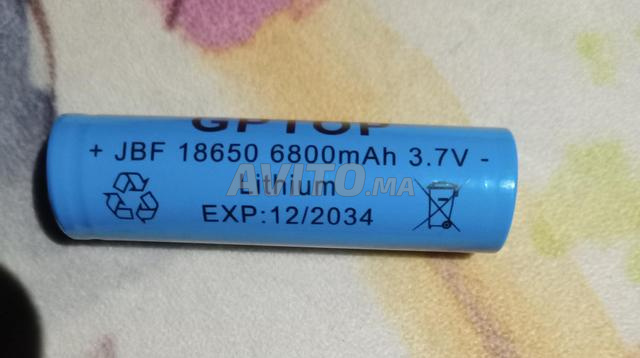 GPTOP
+ JBF 18650 6800mAh 3.7V -
AVITO.ma
Lithium
EXP:12/2034